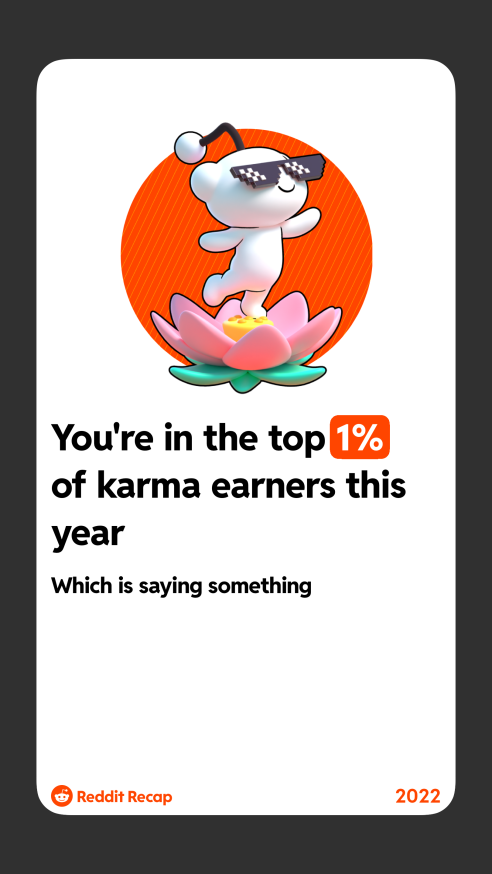 You're in the top 1%
of karma earners this
year
Which is saying something
Reddit Recap
2022